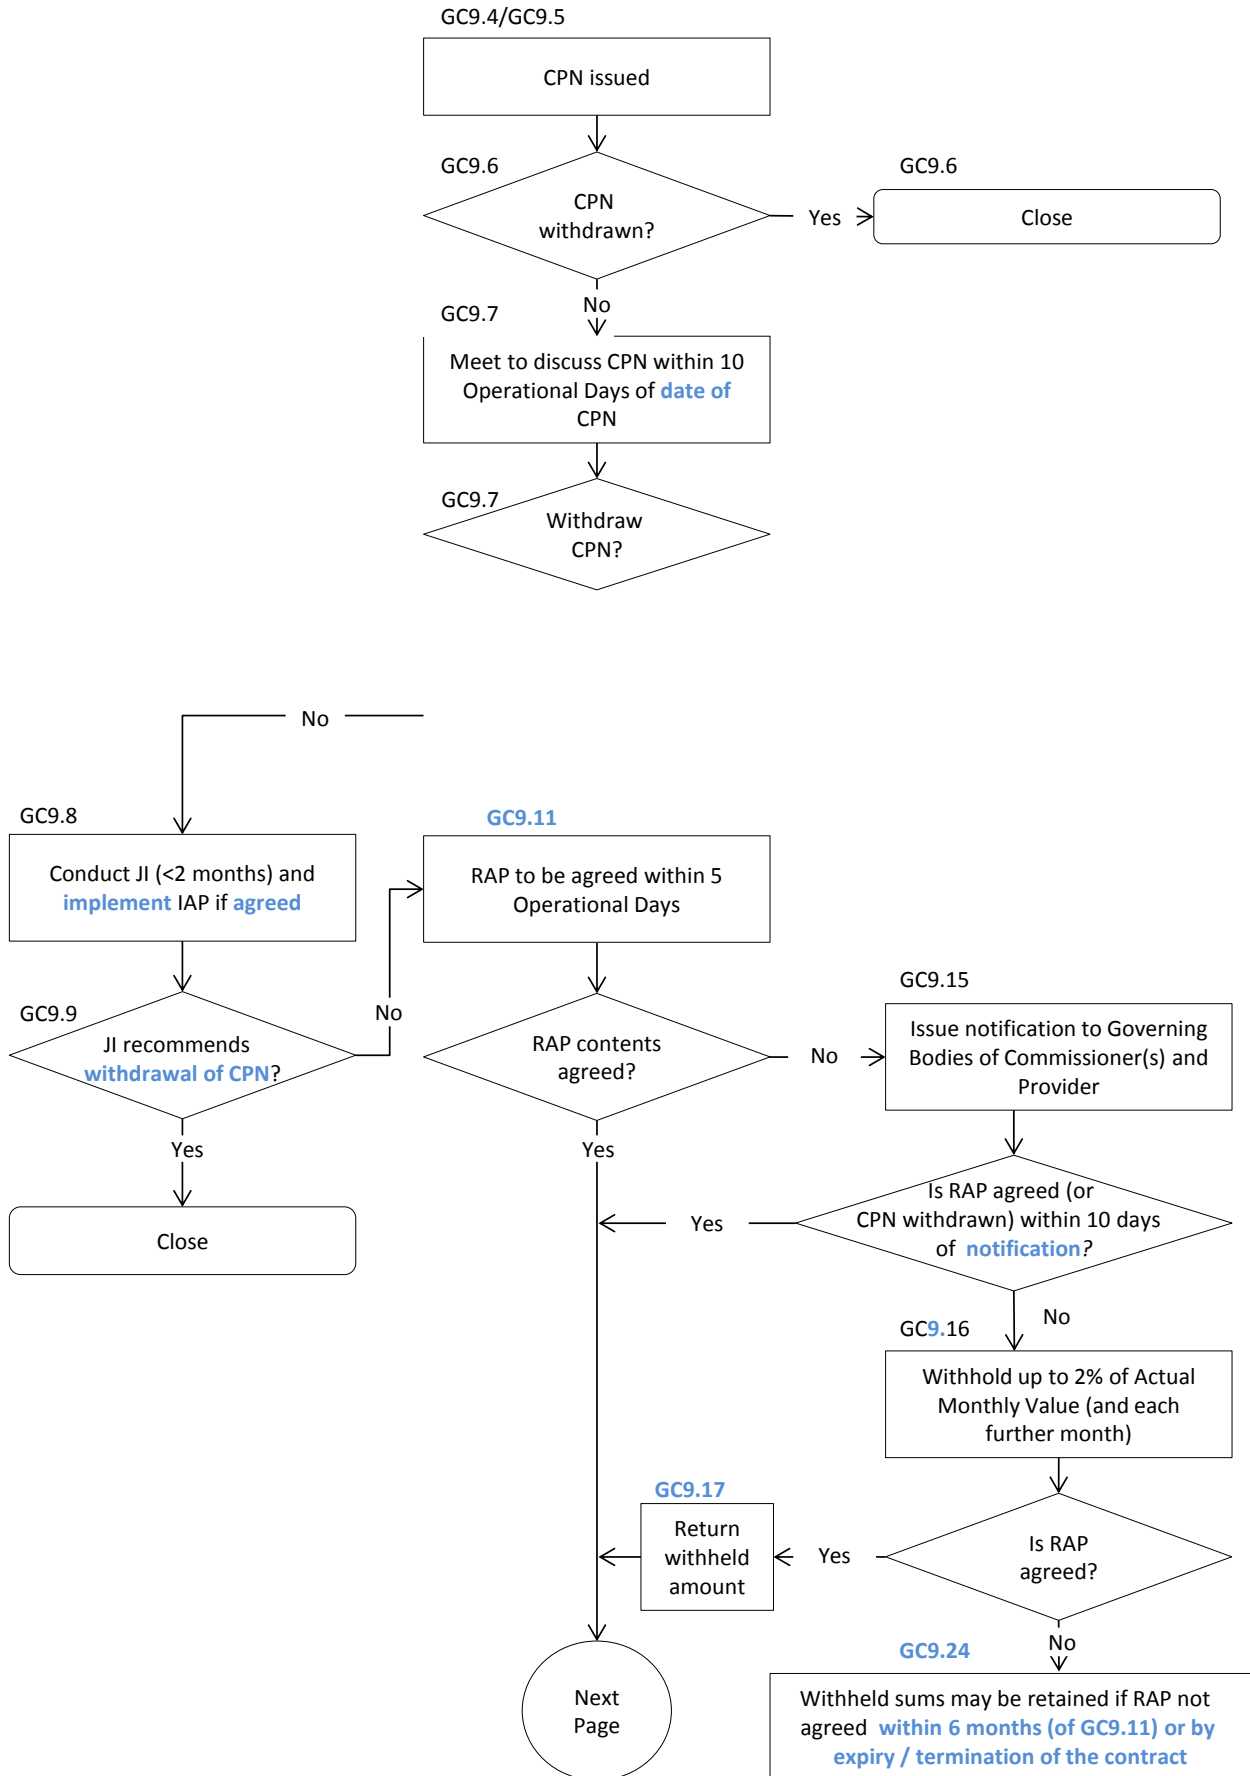 GC9.4/GC9.5
CPN issued
GC9.6
CPN
withdrawn?
Yes
GC9.6
Close
No
GC9.7
Meet to discuss CPN within 10
Operational Days of date of
CPN
GC9.7
Withdraw
CPN?
No
GC9.8
Conduct JI (<2 months) and
implement IAP if agreed
GC9.9
JI recommends
withdrawal of CPN?
No
Yes
Close
GC9.11
RAP to be agreed within 5
Operational Days
RAP contents
agreed?
No
Yes
GC9.15
Issue notification to Governing
Bodies of Commissioner(s) and
Provider
Is RAP agreed (or
CPN withdrawn) within 10 days
of notification?
Yes
No
GC9.16
Withhold up to 2% of Actual
Monthly Value (and each
further month)
Is RAP
agreed?
Yes
GC9.17
Return
withheld
amount
No
GC9.24
Withheld sums may be retained if RAP not
agreed within 6 months (of GC9.11) or by
expiry / termination of the contract
Next
Page